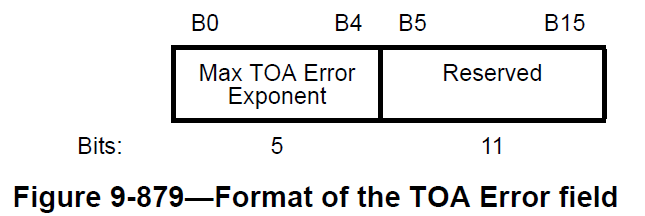 B0 B4 B5 B15
Max TOA Error Reserved
Exponent
Bits: 5 11
Figure 9-879—Format of the TOA Error field